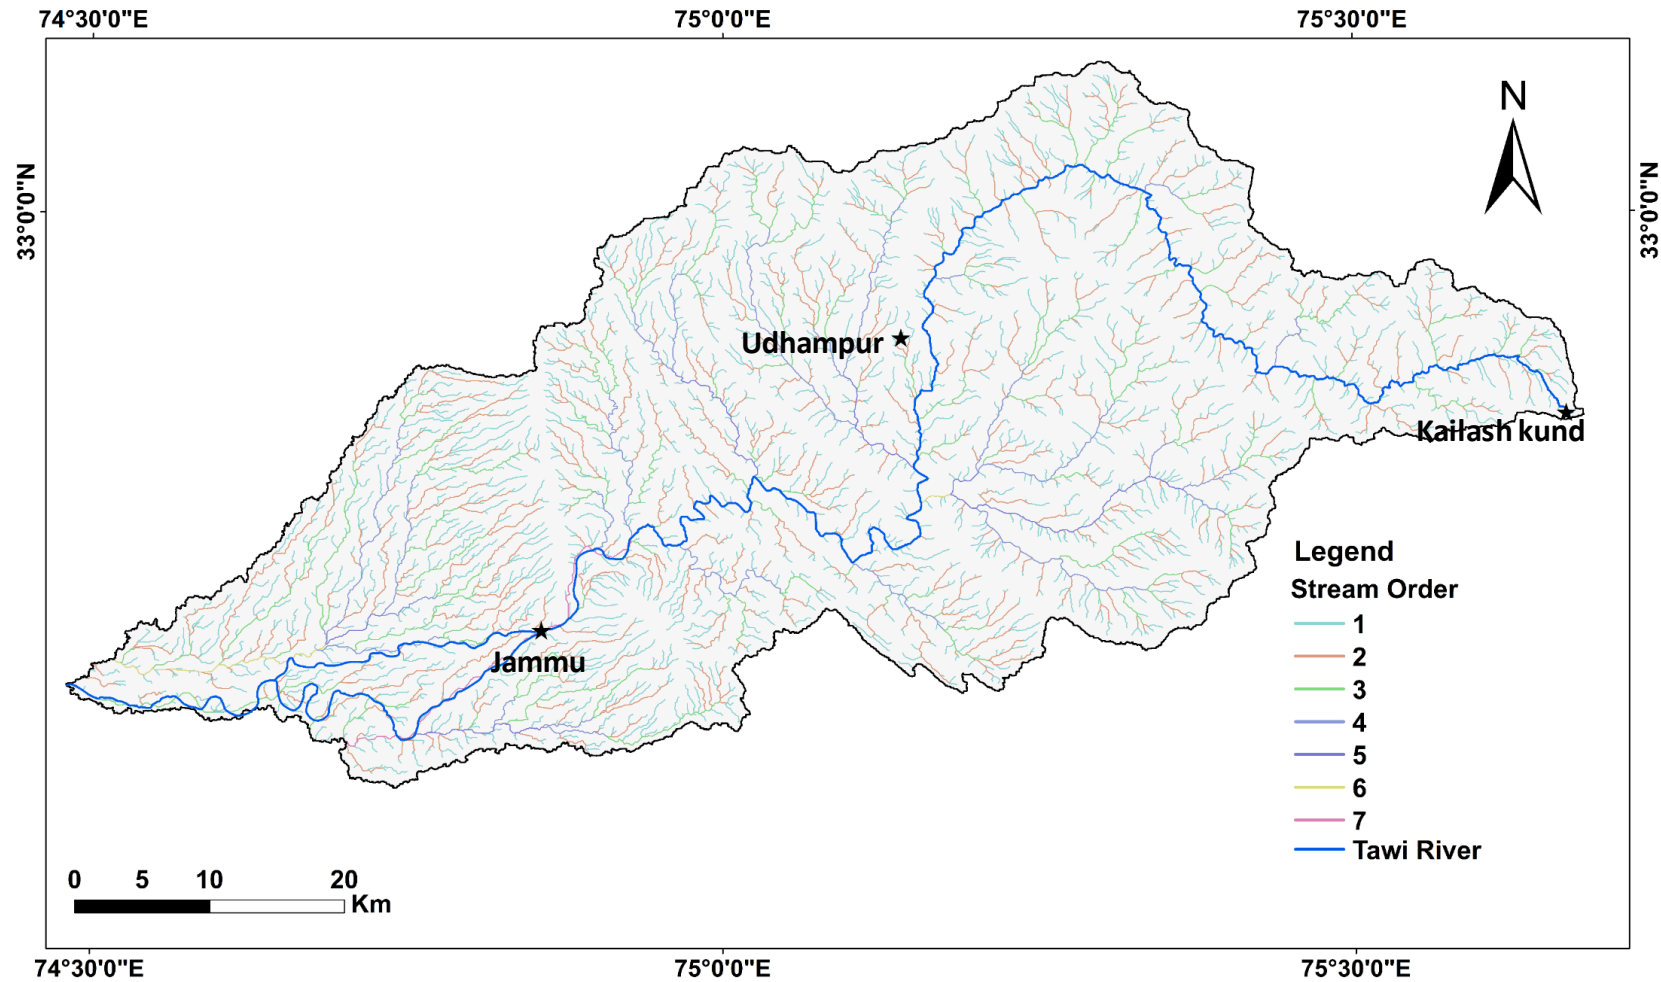 74°30'0"E 75°0'0"E 75°30'0"E
N
33°0'0"N 33°0'0"N
Udhampur
Kailash kund
Jammu
Legend
Stream Order
1
2
3
4
5
6
7
Tawi River
0 5 10 20
Km
74°30'0"E 75°0'0"E 75°30'0"E